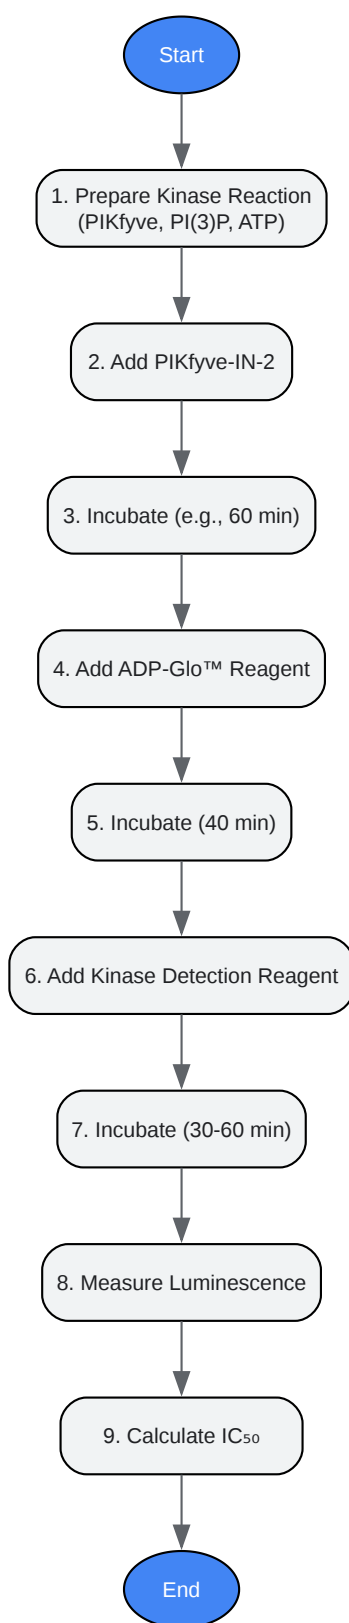 Start
1. Prepare Kinase Reaction
(PIKfyve, PI(3)P, ATP)
2. Add PIKfyve-IN-2
3. Incubate (e.g., 60 min)
4. Add ADP-Glo™ Reagent
5. Incubate (40 min)
6. Add Kinase Detection Reagent
7. Incubate (30-60 min)
8. Measure Luminescence
9. Calculate IC₅₀
End